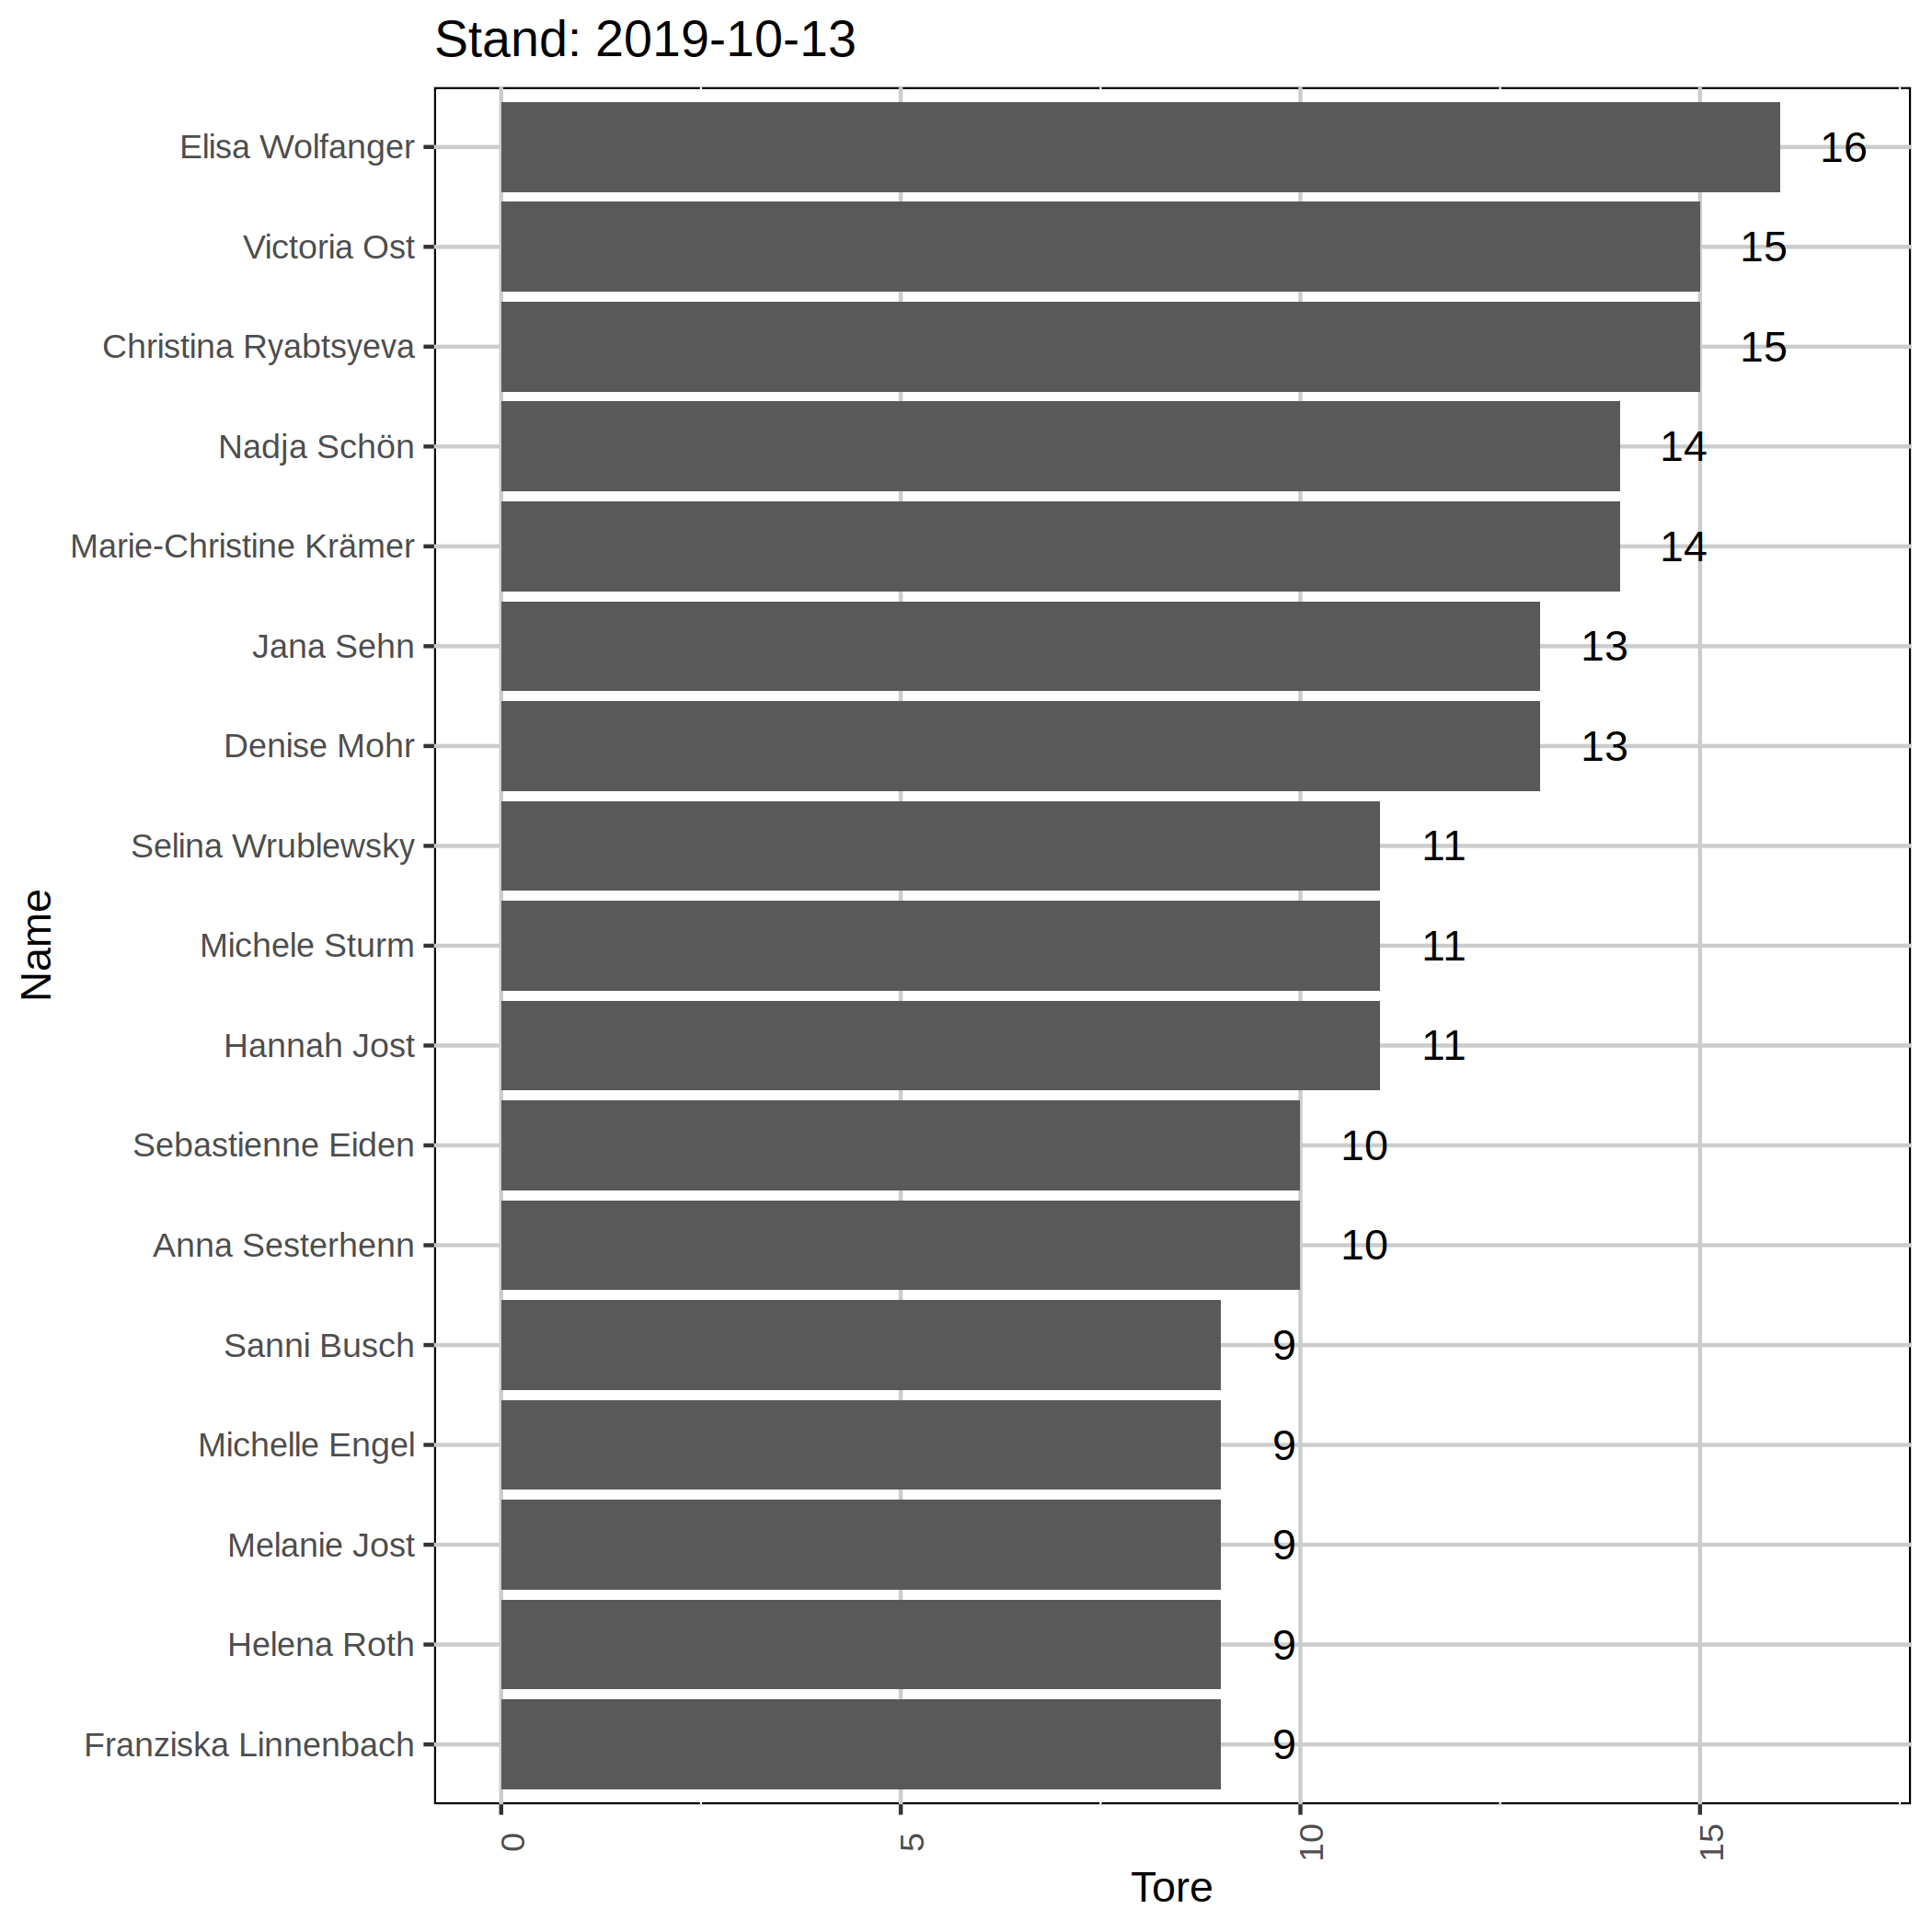 Stand: 2019-10-13
Elisa Wolfanger 16
Victoria Ost 15
Christina Ryabtsyeva 15
Nadja Schön 14
Marie-Christine Krämer 14
Jana Sehn 13
Denise Mohr 13
Selina Wrublewsky 11
Michele Sturm 11
Hannah Jost 11
Sebastienne Eiden 10
Anna Sesterhenn 10
Sanni Busch 9
Michelle Engel 9
Melanie Jost 9
Helena Roth 9
Franziska Linnenbach 9
Name
0 5 10 15
Tore